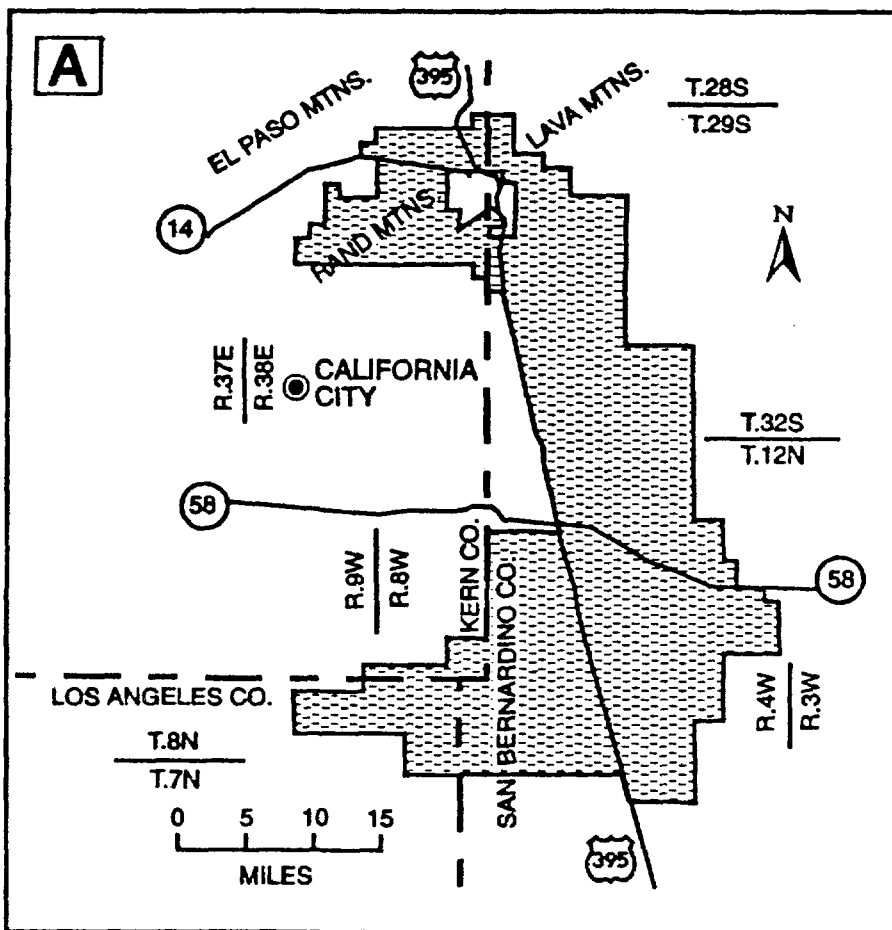 A
395
EL PASO MTNS.
LAVA MTNS.
T.28S
T.29S
14
RAND MTNS.
N
R.37E
R.38E
CALIFORNIA
CITY
T.32S
T.12N
58
R.9W
R.8W
KERN CO.
SAN BERNARDINO CO.
58
LOS ANGELES CO.
R.4W
R.3W
T.8N
T.7N
0 5 10 15
MILES
395